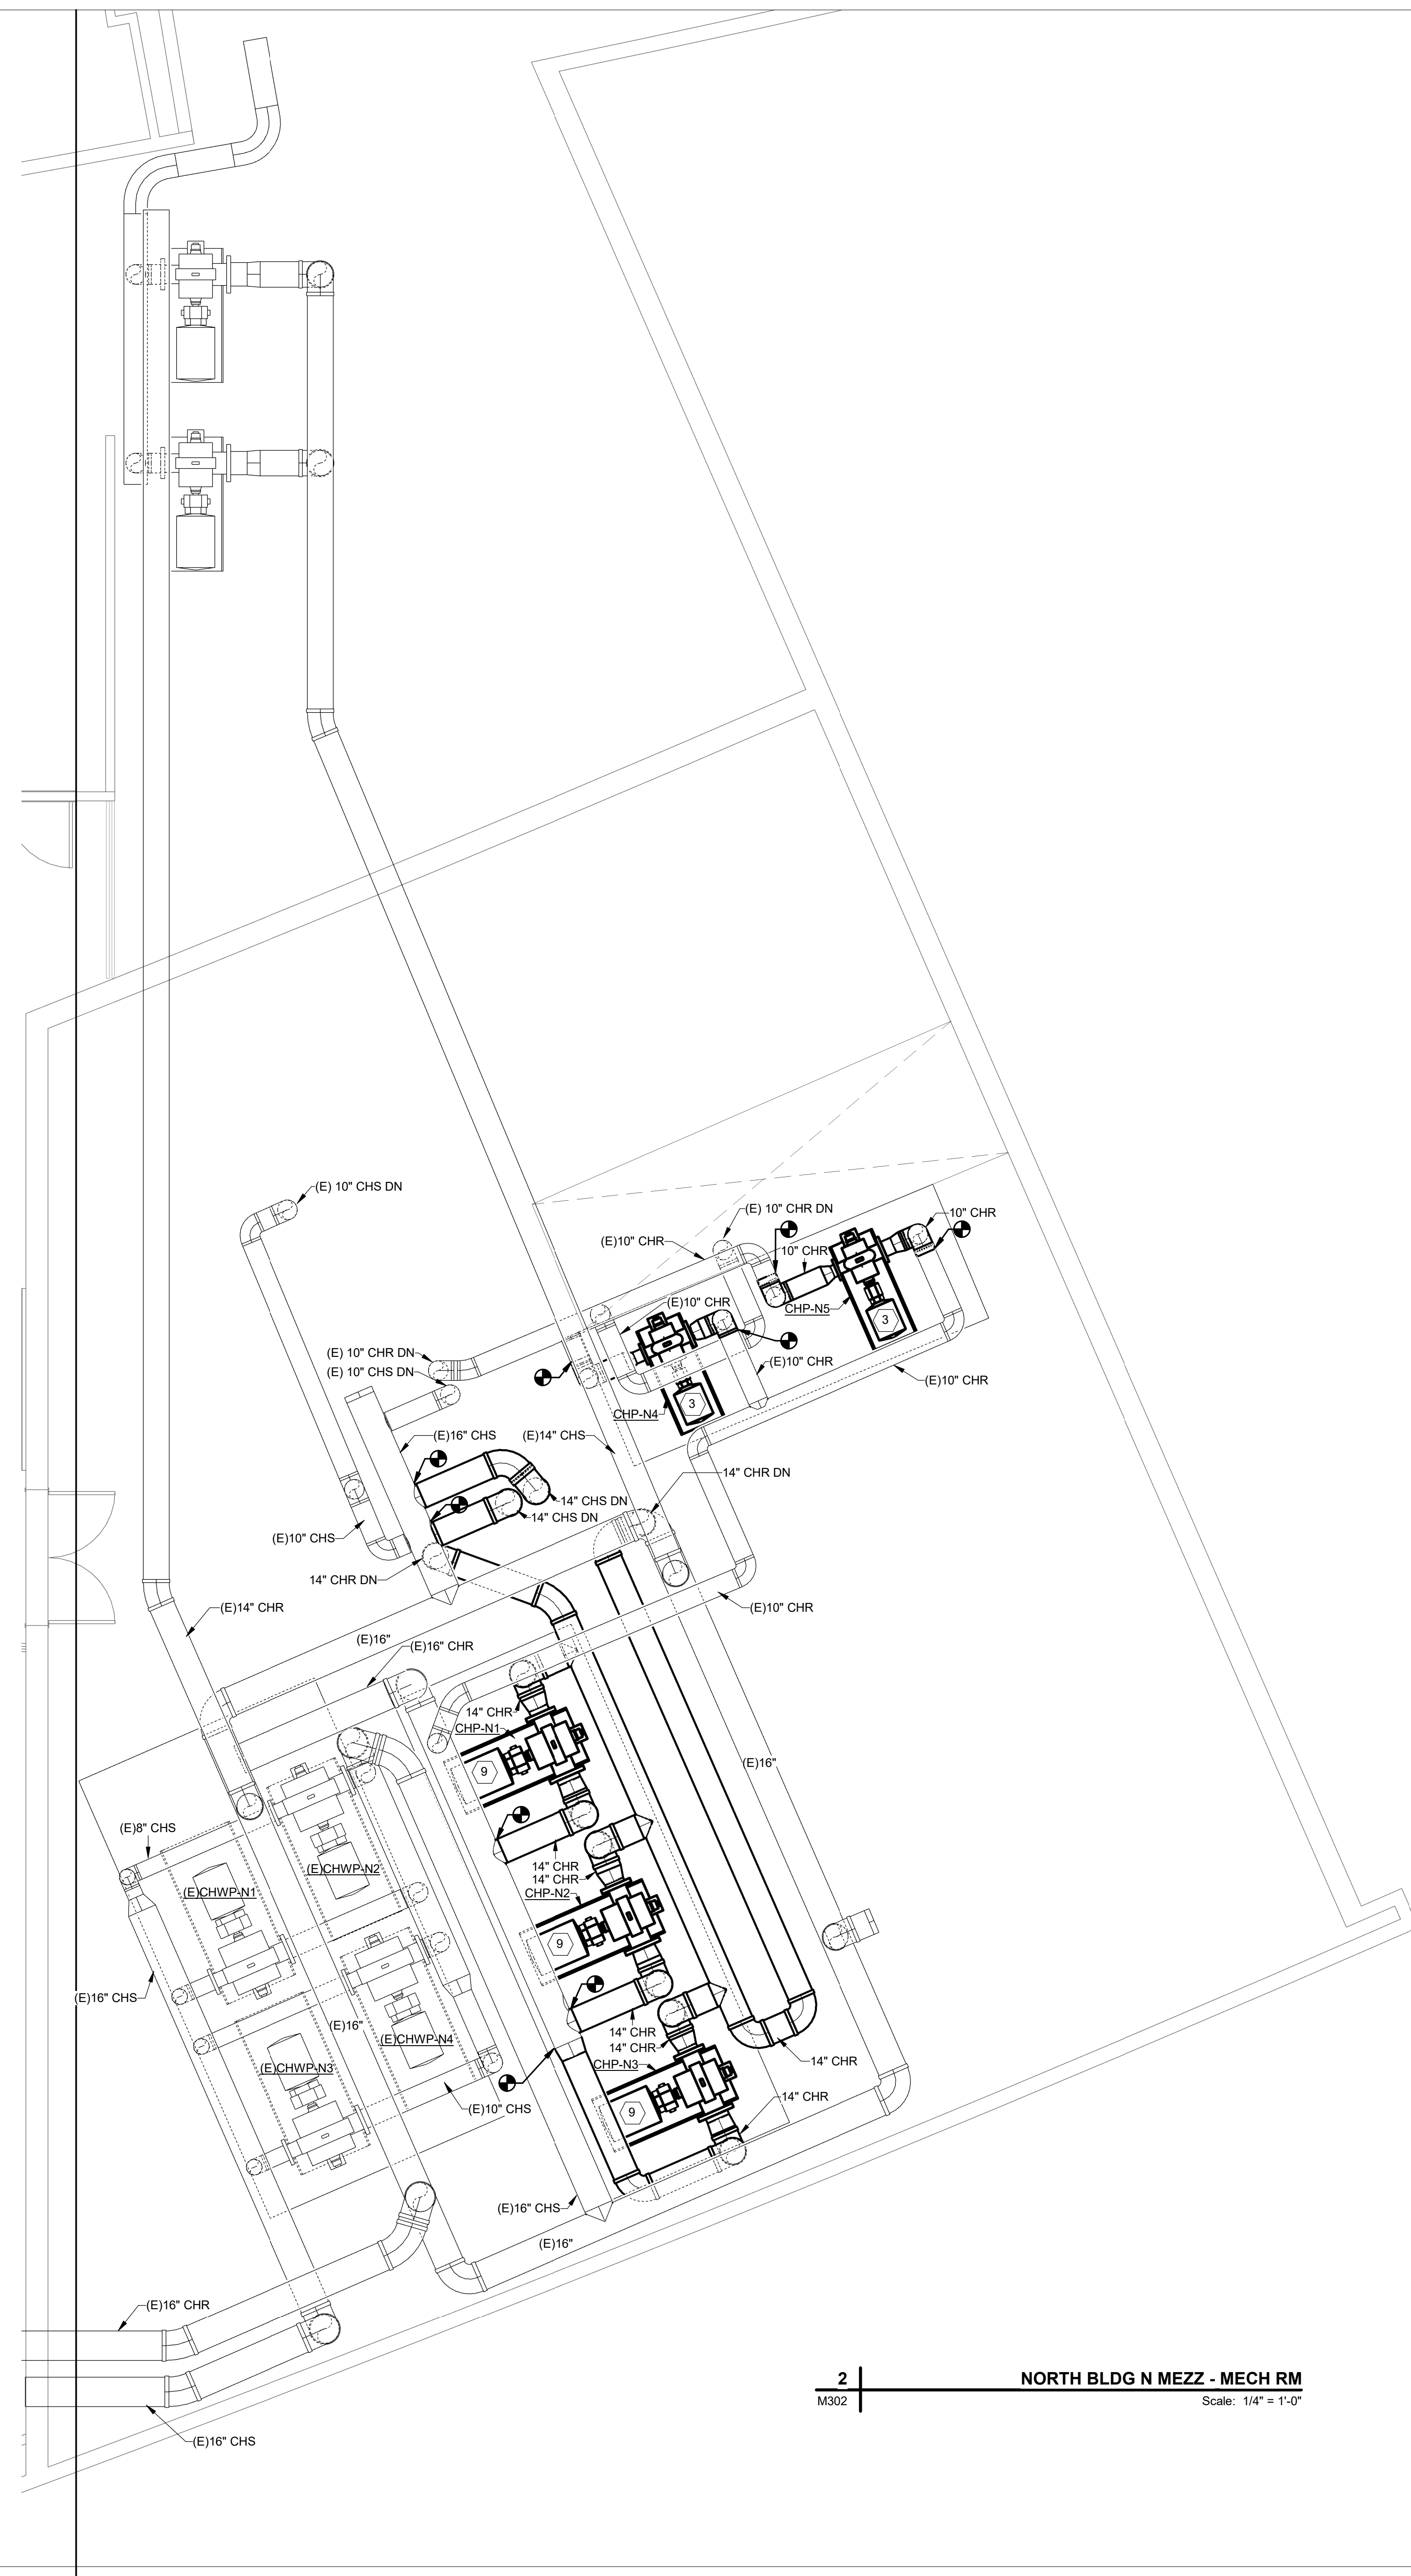 (E) 10" CHS DN
(E) 10" CHR DN
10" CHR
(E)10" CHR
10" CHR
(E)10" CHR
CHP-N5
3
(E) 10" CHR DN
(E)10" CHR
(E) 10" CHS DN
(E)10" CHR
3
CHP-N4
(E)16" CHS
(E)14" CHS
14" CHR DN
14" CHS DN
14" CHS DN
(E)10" CHS
14" CHR DN
(E)14" CHR
(E)10" CHR
(E)16"
(E)16" CHR
14" CHR
CHP-N1
(E)16"
9
(E)8" CHS
14" CHR
(E)CHWP-N2
14" CHR
(E)CHWP-N1
CHP-N2
9
(E)16" CHS
(E)16"
14" CHR
(E)CHWP-N4
14" CHR
14" CHR
(E)CHWP-N3
CHP-N3
14" CHR
(E)10" CHS
9
(E)16" CHS
(E)16"
(E)16" CHR
2
NORTH BLDG N MEZZ - MECH RM
M302
Scale: 1/4" = 1'-0"
(E)16" CHS